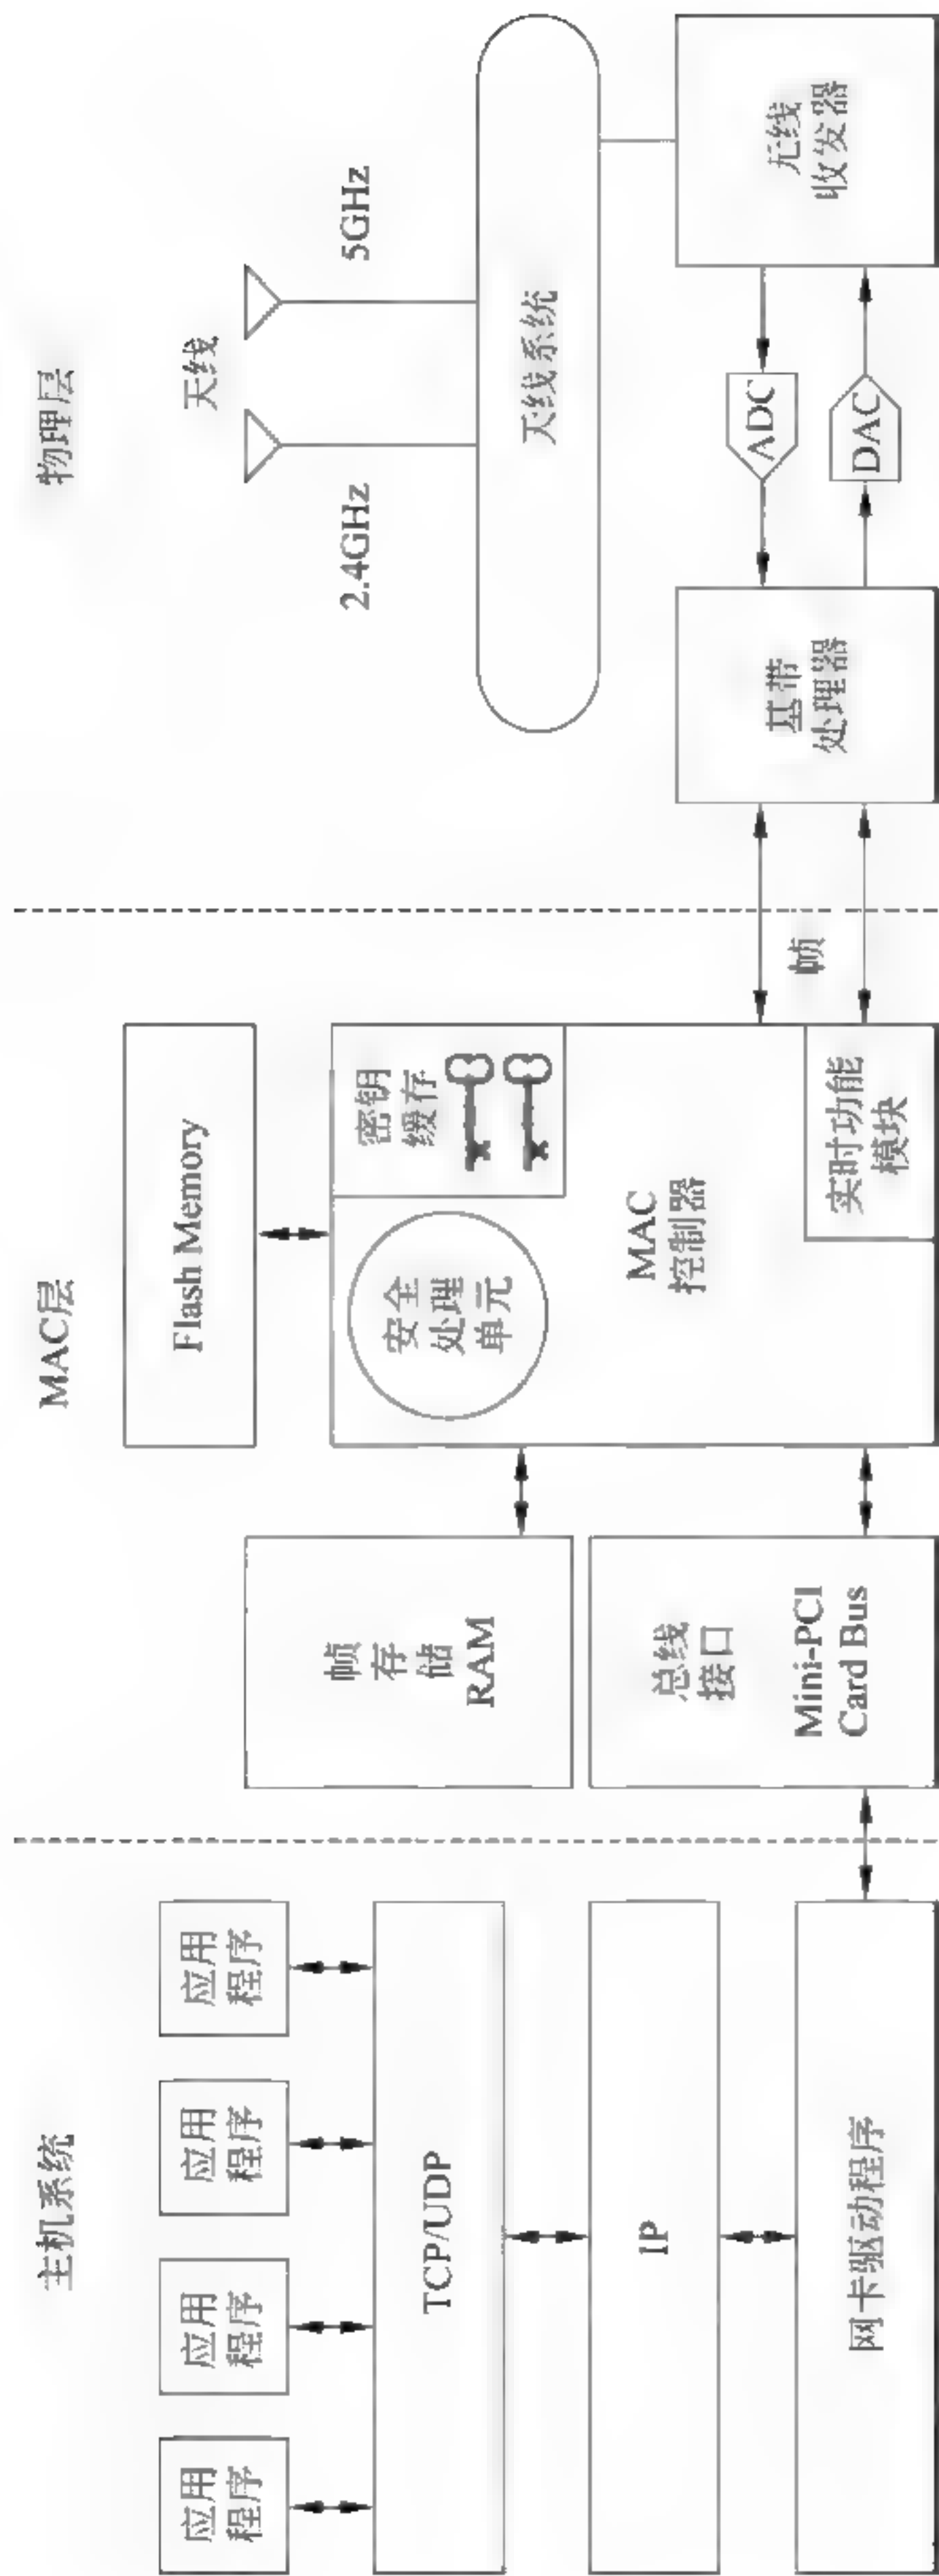 主机系统
应用
程序
应用
程序
应用
程序
应用
程序
TCP/UDP
IP
网卡驱动程序
MAC层
Flash Memory
帧
存
储
RAM
总线
接口
Mini-PCI
Card Bus
安全
处理
单元
密钥
缓存
MAC
控制器
实时功能
模块
帧
物理层
天线
2.4GHz
5GHz
天线系统
基带
处理器
ADC
DAC
无线
收发器